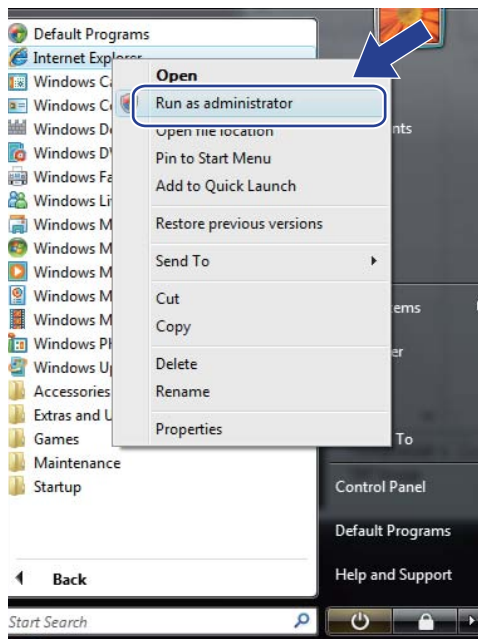 Default Programs
Internet Explorer
Windows
Windows
Windows
Windows
Windows
Windows
Windows
Windows
Windows
Windows
Windows
Windows
Windows
Accessories
Extras and
Games
Maintenance
Startup
Back
Start Search
Open
Run as administrator
Open file location
Pin to Start Menu
Add to Quick Launch
Restore previous versions
Send To
Cut
Copy
Delete
Rename
Properties
To
Control Panel
Default Programs
Help and Support